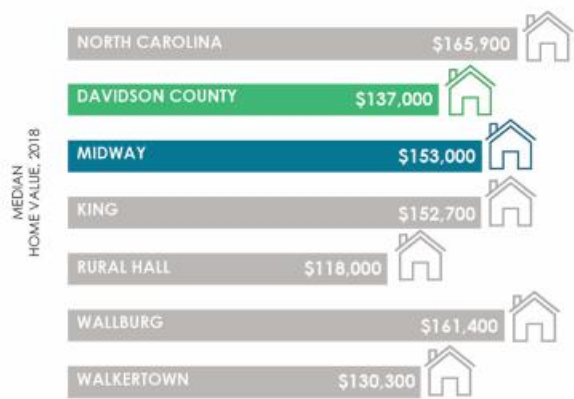 MEDIAN
HOME VALUE, 2018
NORTH CAROLINA $165,900
DAVIDSON COUNTY $137,000
MIDWAY $153,000
KING $152,700
RURAL HALL $118,000
WALLBURG $161,400
WALKERTOWN $130,300